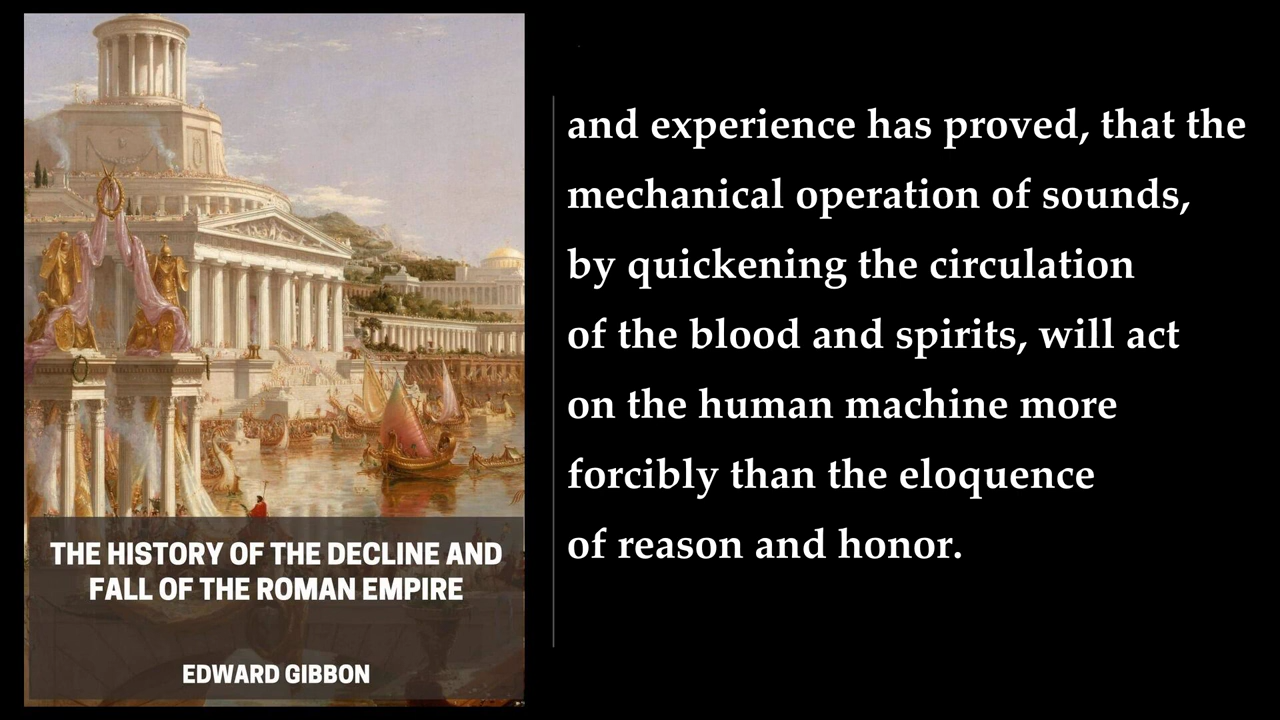 THE HISTORY OF THE DECLINE AND
FALL OF THE ROMAN EMPIRE
EDWARD GIBBON
and experience has proved, that the
mechanical operation of sounds,
by quickening the circulation
of the blood and spirits, will act
on the human machine more
forcibly than the eloquence
of reason and honor.